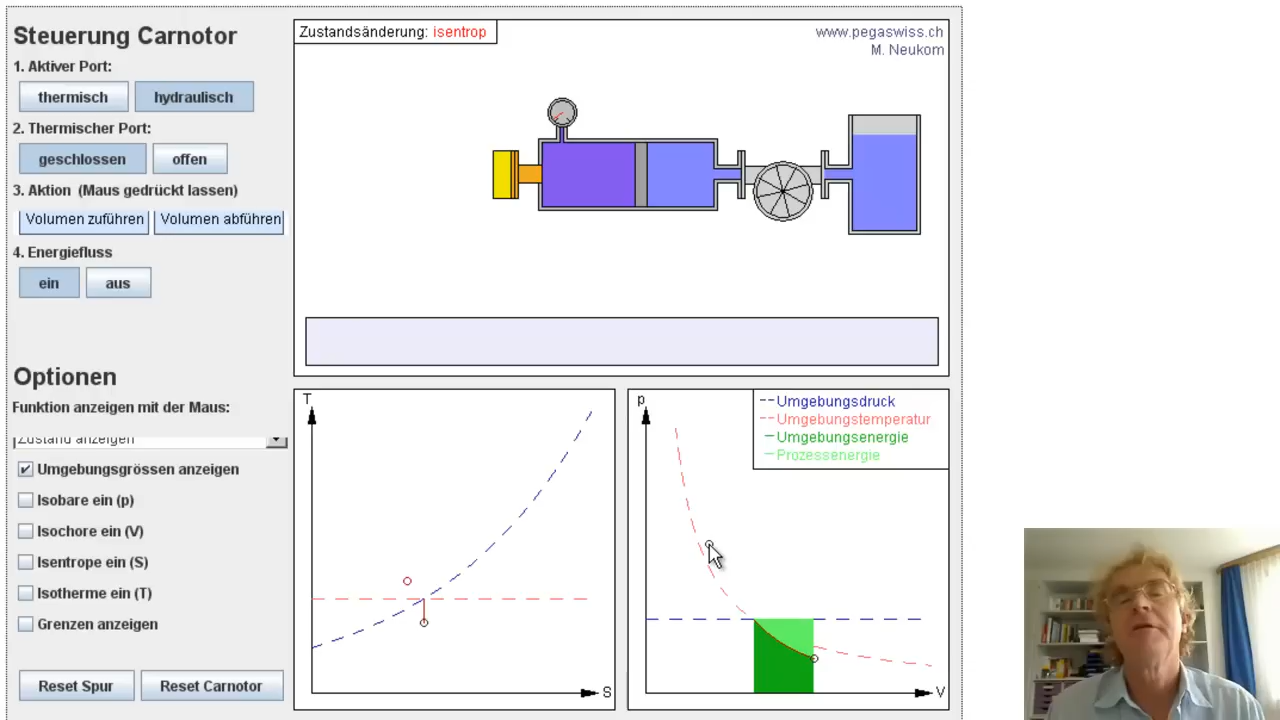 Steuerung Carnotor
1. Aktiver Port:
thermisch hydraulisch
2. Thermischer Port:
geschlossen offen
3. Aktion (Maus gedrückt lassen)
Volumen zuführen Volumen abführen
4. Energiefluss
ein aus
Optionen
Funktion anzeigen mit der Maus:
Zustand anzeigen
Umgebungsgrössen anzeigen
Isobare ein (p)
Isochore ein (V)
Isentrope ein (S)
Isotherme ein (T)
Grenzen anzeigen
Reset Spur Reset Carnotor
Zustandsänderung: isentrop
www.pegaswiss.ch
M. Neukom
T
S
p
Umgebungsdruck
Umgebungstemperatur
Umgebungsenergie
Prozessenergie
V